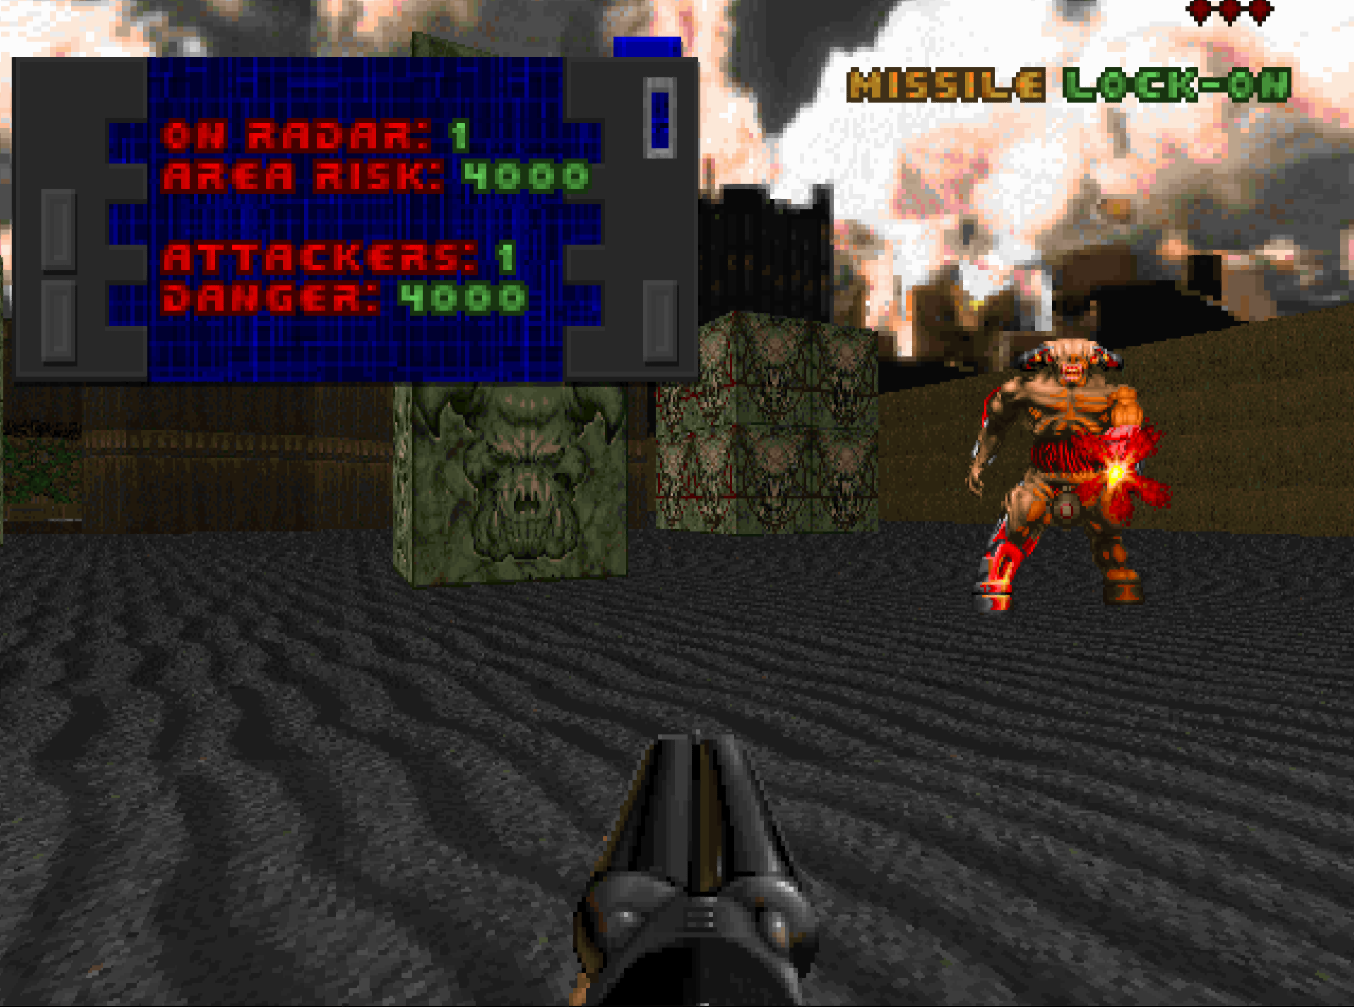 MISSILE LOCK-ON
ON RADAR: 1
AREA RISK: 4000
ATTACKERS: 1
DANGER: 4000